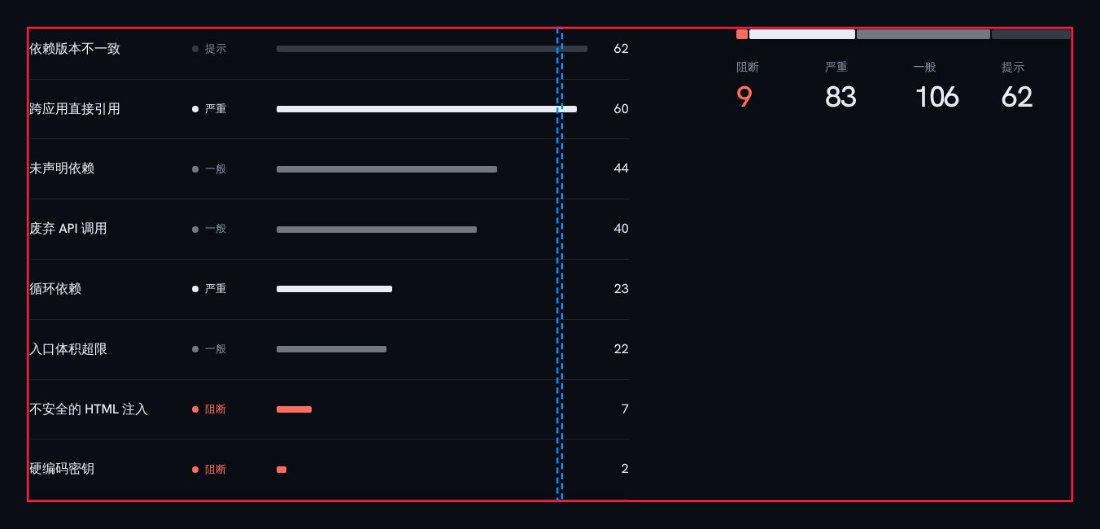 依赖版本不一致 提示 62
跨应用直接引用 严重 60
未声明依赖 一般 44
废弃 API 调用 一般 40
循环依赖 严重 23
入口体积超限 一般 22
不安全的 HTML 注入 阻断 7
硬编码密钥 阻断 2
阻断 严重 一般 提示
9 83 106 62